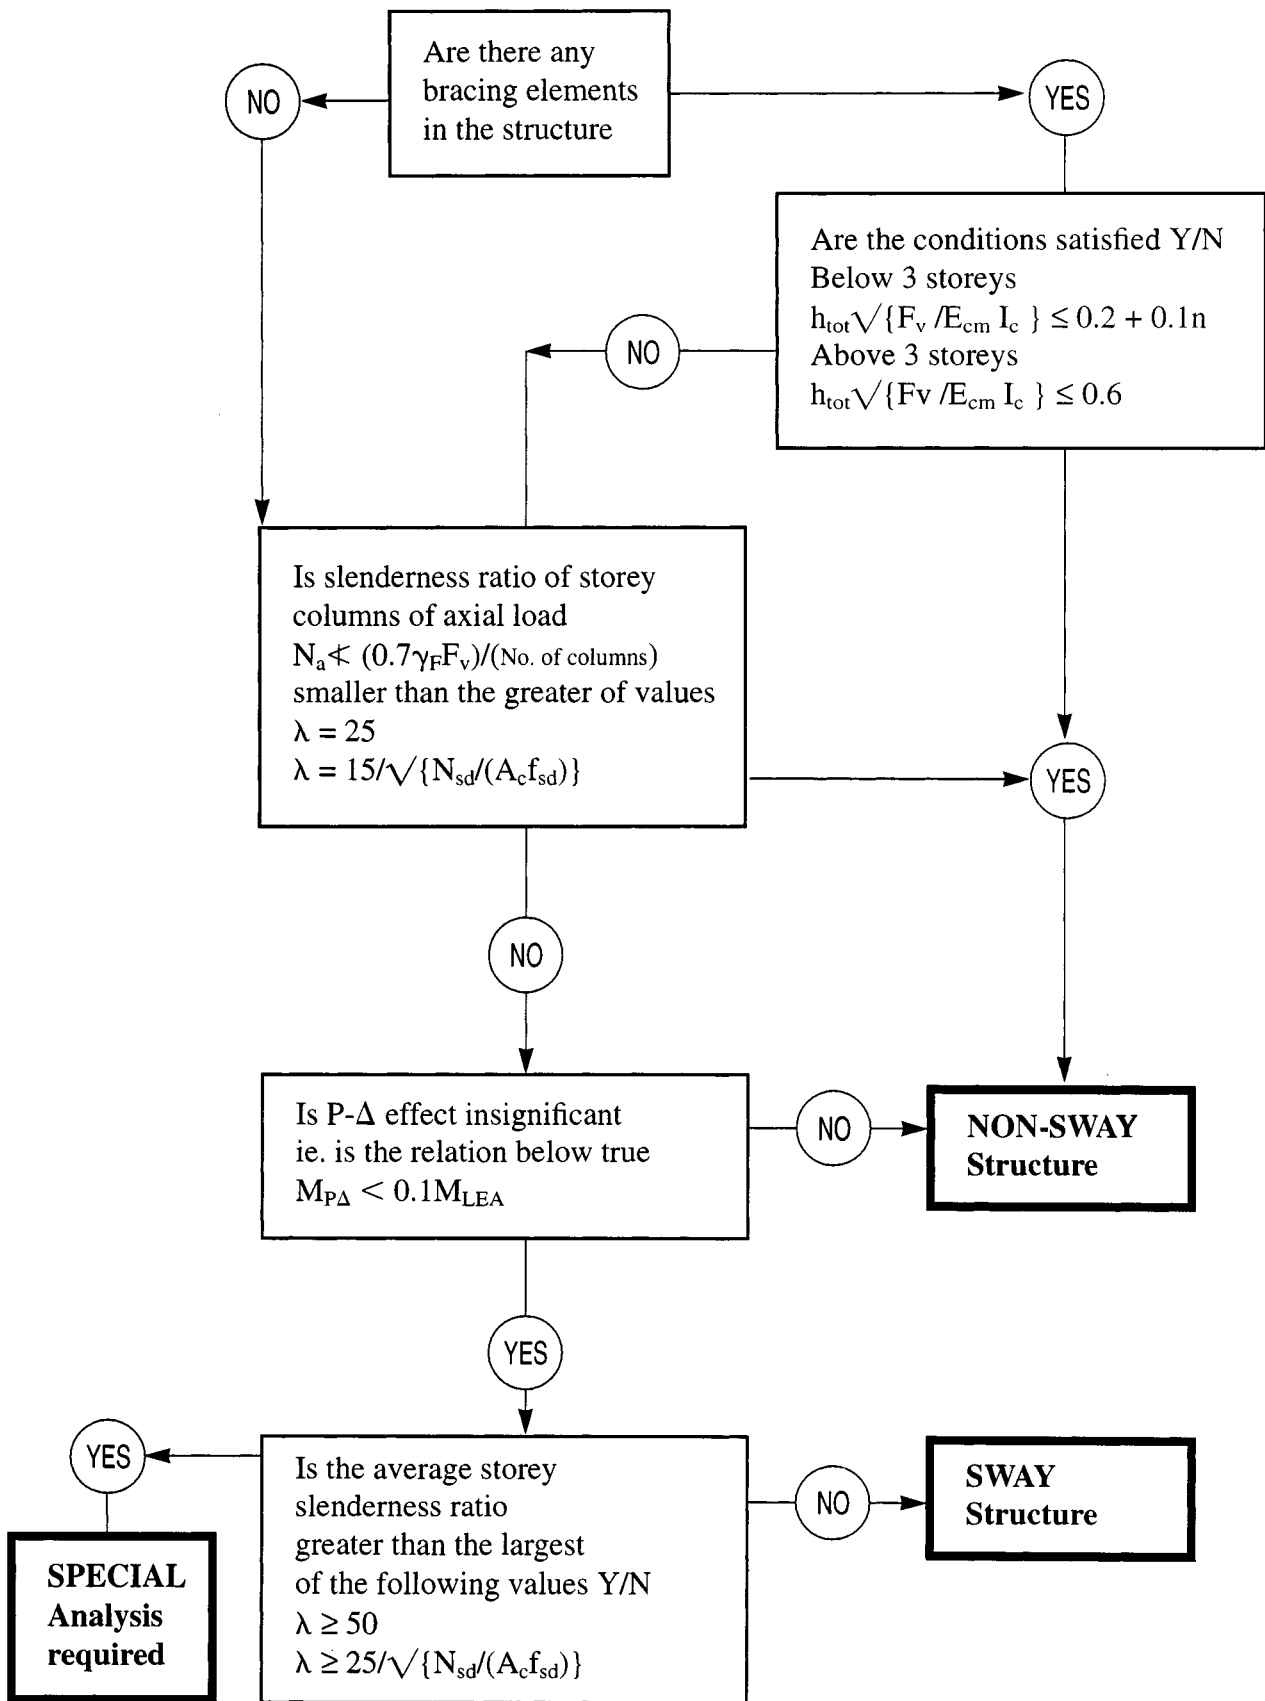 Are there any
bracing elements
in the structure
NO
YES
Are the conditions satisfied Y/N
Below 3 storeys
h_tot√{F_v /E_cm I_c } ≤ 0.2 + 0.1n
Above 3 storeys
h_tot√{Fv /E_cm I_c } ≤ 0.6
NO
Is slenderness ratio of storey
columns of axial load
N_a ≮ (0.7γ_F F_v)/(No. of columns)
smaller than the greater of values
λ = 25
λ = 15/√{N_sd/(A_c f_sd)}
YES
NO
Is P-Δ effect insignificant
ie. is the relation below true
M_PΔ < 0.1M_LEA
NO
NON-SWAY
Structure
YES
Is the average storey
slenderness ratio
greater than the largest
of the following values Y/N
λ ≥ 50
λ ≥ 25/√{N_sd/(A_c f_sd)}
YES
SPECIAL
Analysis
required
NO
SWAY
Structure